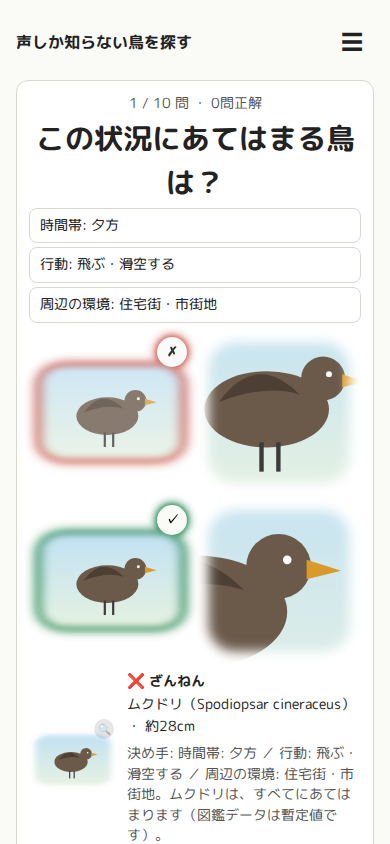 声しか知らない鳥を探す
1 / 10 問 · 0問正解
この状況にあてはまる鳥
は？
時間帯: 夕方
行動: 飛ぶ・滑空する
周辺の環境: 住宅街・市街地
✗
✓
❌ ざんねん
ムクドリ（Spodiopsar cineraceus）
· 約28cm
決め手: 時間帯: 夕方 ／ 行動: 飛ぶ・
滑空する ／ 周辺の環境: 住宅街・市
街地。ムクドリは、すべてにあては
まります（図鑑データは暫定値で
す）。